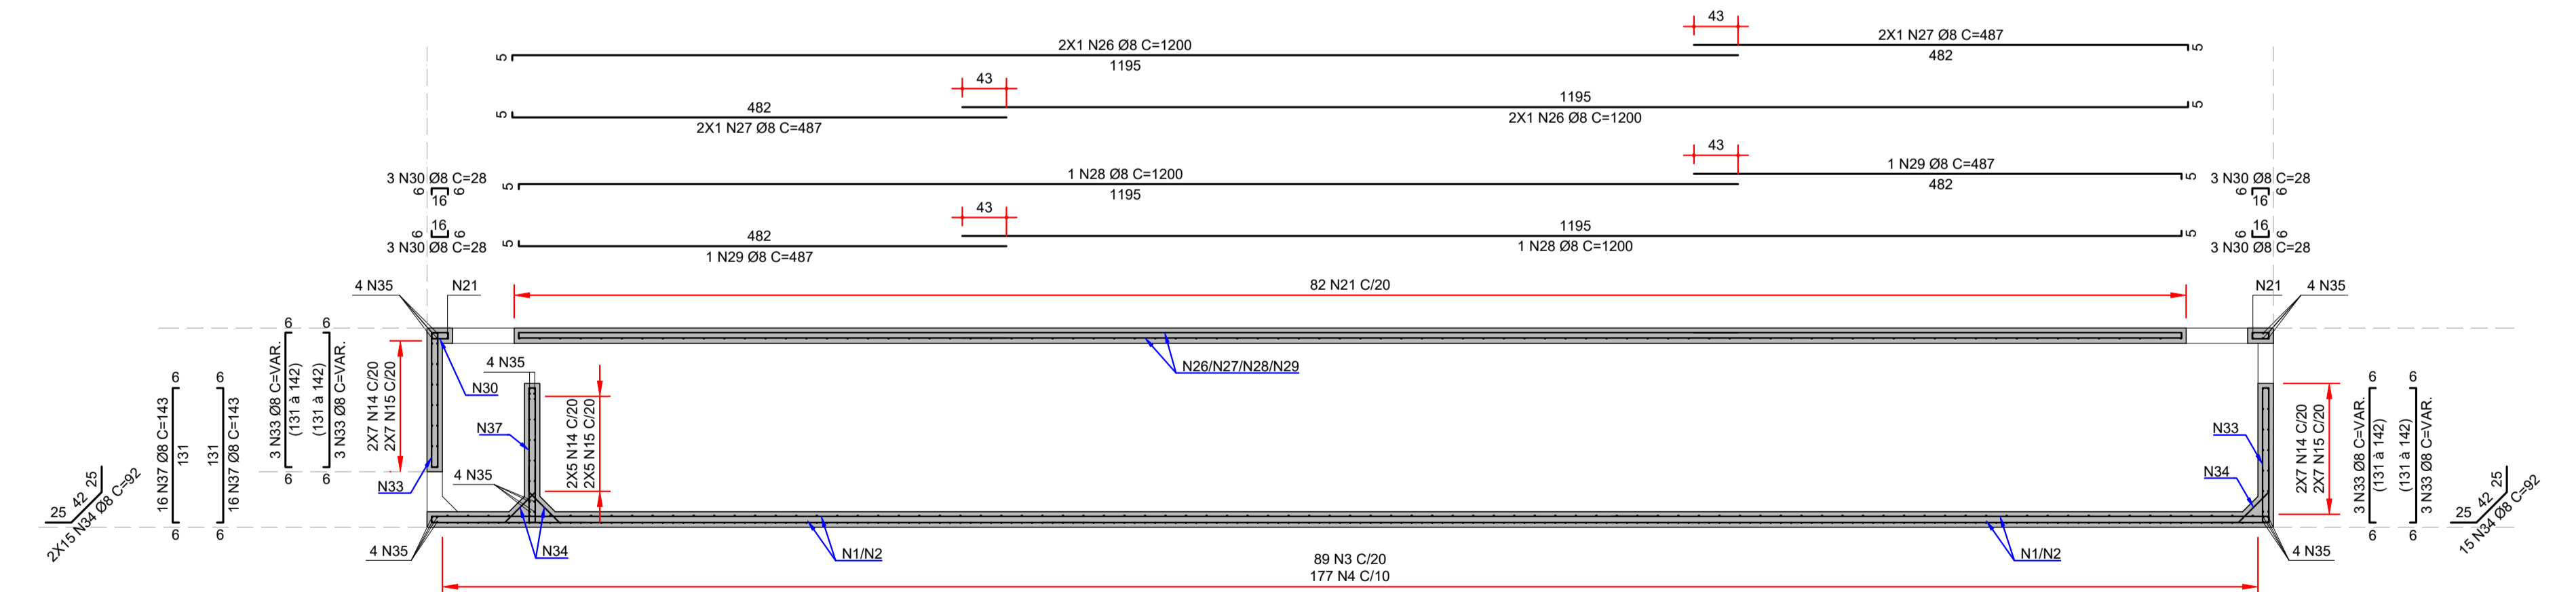 43
2X1 N26 Ø8 C=1200
1195
2X1 N27 Ø8 C=487
482
5
5
43
482
2X1 N27 Ø8 C=487
1195
2X1 N26 Ø8 C=1200
5
5
43
1 N28 Ø8 C=1200
1195
1 N29 Ø8 C=487
482
5
5
43
482
1 N29 Ø8 C=487
1195
1 N28 Ø8 C=1200
5
5
3 N30 Ø8 C=28
6
6
16
16
6
6
3 N30 Ø8 C=28
3 N30 Ø8 C=28
6
6
16
16
6
6
3 N30 Ø8 C=28
4 N35
N21
82 N21 C/20
N21
4 N35
N30
4 N35
N26/N27/N28/N29
N37
2X5 N14 C/20
2X5 N15 C/20
4 N35
N33
N34
4 N35
N1/N2
N1/N2
4 N35
N33
N34
89 N3 C/20
177 N4 C/10
25
42
25
2X15 N34 Ø8 C=92
6
16 N37 Ø8 C=143
131
6
6
131
16 N37 Ø8 C=143
6
6
3 N33 Ø8 C=VAR.
(131 à 142)
6
6
(131 à 142)
3 N33 Ø8 C=VAR.
6
2X7 N14 C/20
2X7 N15 C/20
2X7 N14 C/20
2X7 N15 C/20
6
3 N33 Ø8 C=VAR.
(131 à 142)
6
6
(131 à 142)
3 N33 Ø8 C=VAR.
6
25
42
25
15 N34 Ø8 C=92